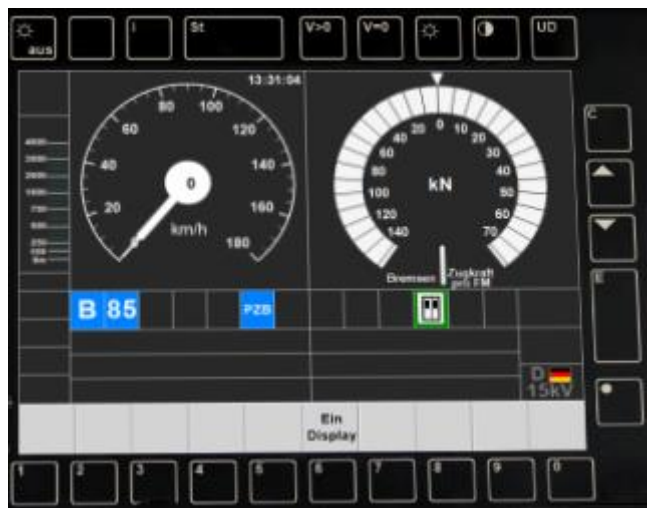 aus
i
St
V>0
V=0
UD
13:31:04
80 100
60 120
40 140
20 160
180
0
km/h
20 0 10
40 20
60 30
80 40
100 50
120 60
140 70
kN
Bremsen
Zugkraft
pro FM
B 85
PZB
D
15kV
Ein
Display
C
E
1 2 3 4 5 6 7 8 9 0